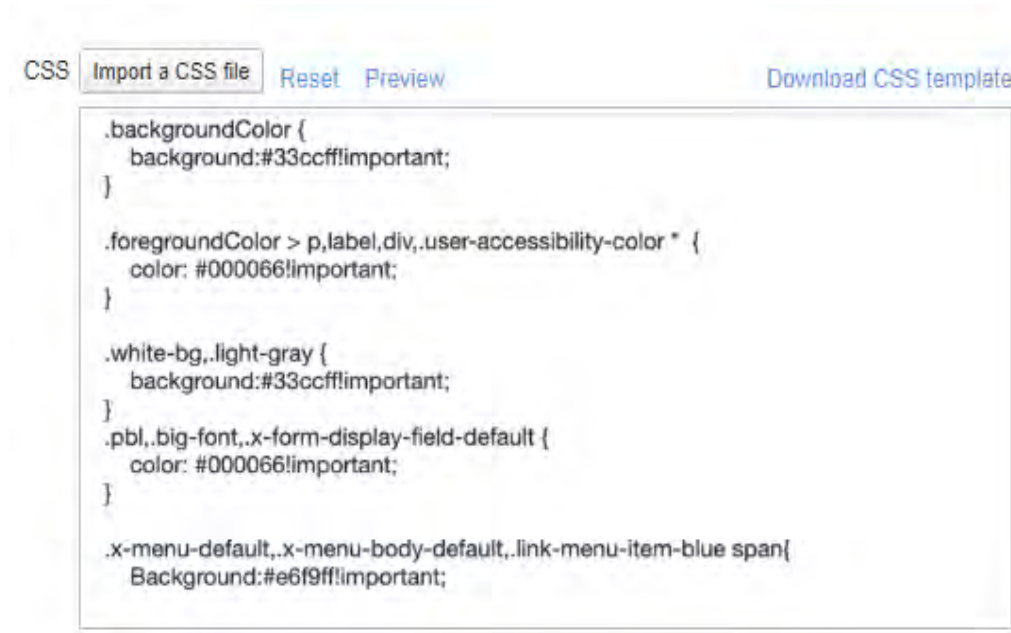 CSS Import a CSS file Reset Preview Download CSS template
.backgroundColor {
background:#33ccff!important;
}
.foregroundColor > p,label,div,.user-accessibility-color * {
color: #000066!important;
}
.white-bg,.light-gray {
background:#33ccff!important;
}
.pbl,.big-font,.x-form-display-field-default {
color: #000066!important;
}
.x-menu-default,.x-menu-body-default,.link-menu-item-blue span{
Background:#e6f9ff!important;